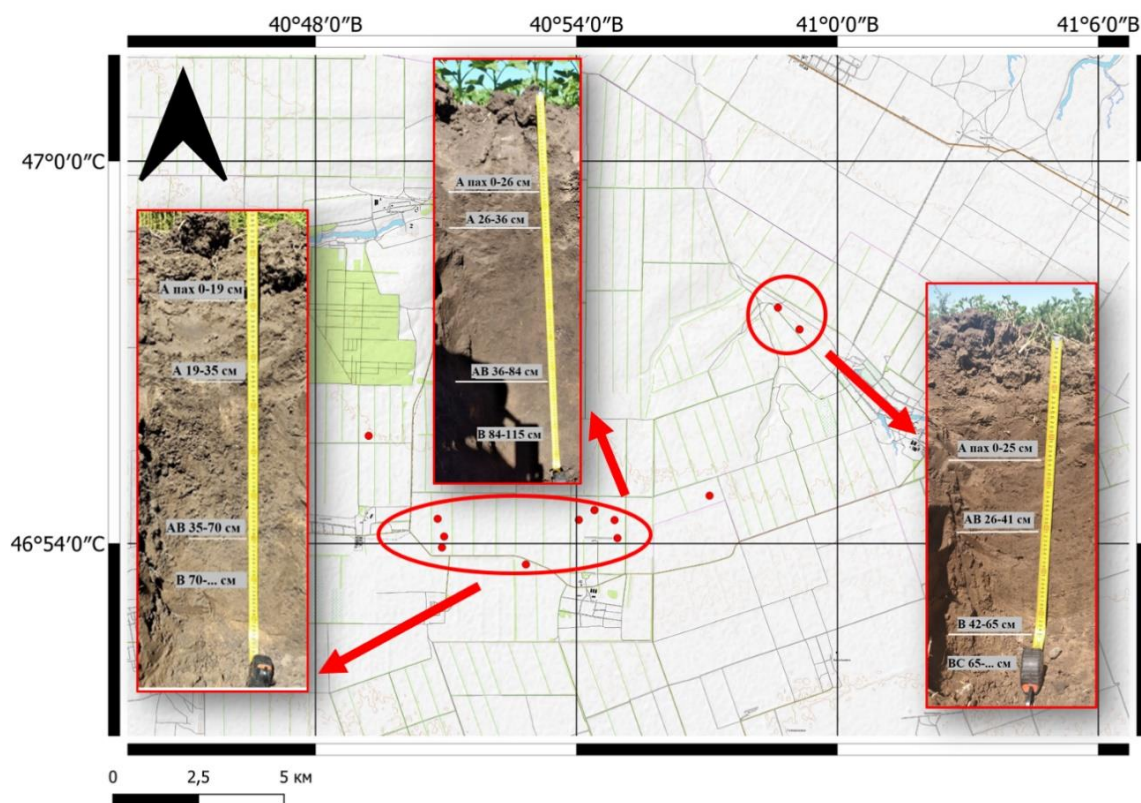 40°48′0″В 40°54′0″В 41°0′0″В 41°6′0″В
47°0′0″С
46°54′0″С
А пах 0-19 см
А 19-35 см
АВ 35-70 см
В 70-... см
А пах 0-26 см
А 26-36 см
АВ 36-84 см
В 84-115 см
А пах 0-25 см
АВ 26-41 см
В 42-65 см
ВС 65-... см
0 2,5 5 км